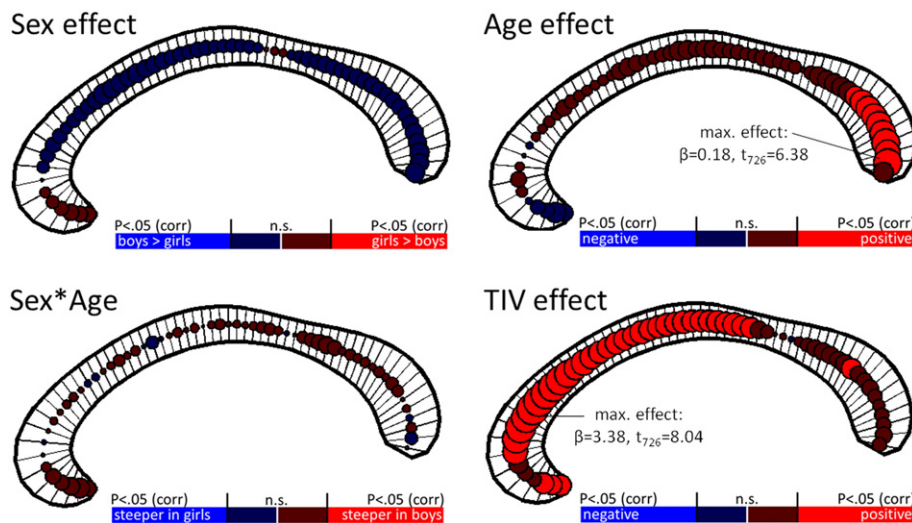 Sex effect
P<.05 (corr) n.s. P<.05 (corr)
boys > girls girls > boys
Age effect
max. effect:
β=0.18, t726=6.38
P<.05 (corr) n.s. P<.05 (corr)
negative positive
Sex*Age
P<.05 (corr) n.s. P<.05 (corr)
steeper in girls steeper in boys
TIV effect
max. effect:
β=3.38, t726=8.04
P<.05 (corr) n.s. P<.05 (corr)
negative positive